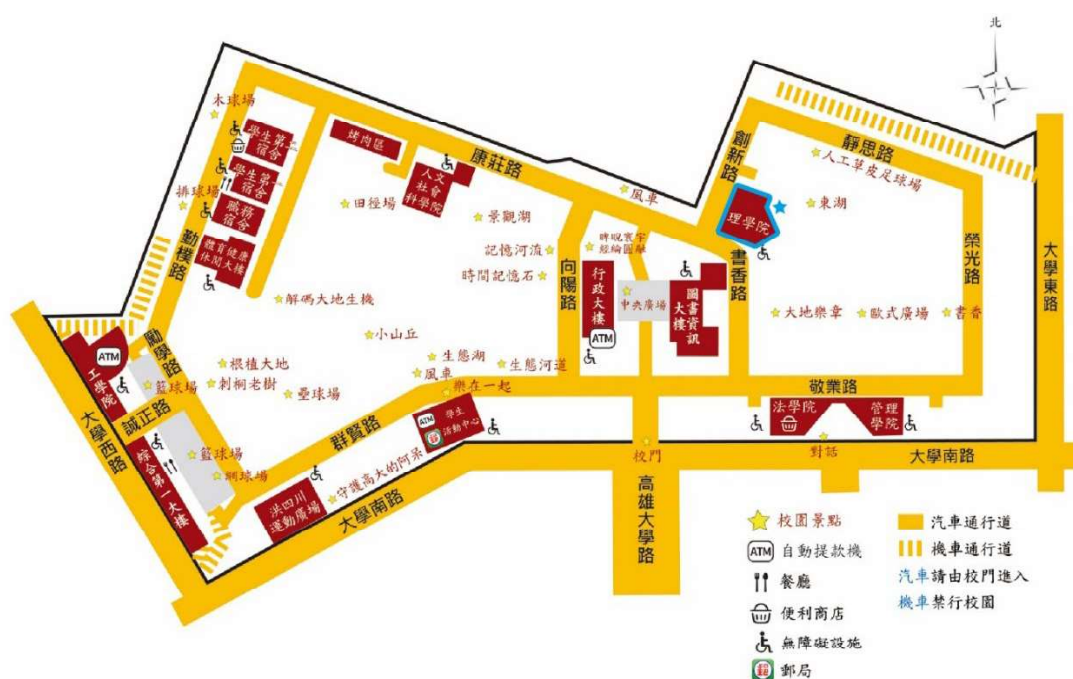 北
木球場
學生第二
宿舍
烤肉區
康莊路
創新路
靜思路
人工草皮足球場
學生第一
宿舍
人文
社會
科學院
風車
東湖
理學院
排球場
職務
宿舍
田徑場
景觀湖
記憶河流
睥睨寰宇
經綸圓融
書香路
榮光路
大學東路
勤樸路
體育健康
休閒大樓
時間記憶石
向陽路
行政大樓
中央廣場
圖書資訊
大樓
解碼大地生機
大地樂章
歐式廣場
書香
小山丘
ATM
ATM
工學院
勵學路
根植大地
生態湖
生態河道
風車
籃球場
刺桐老樹
壘球場
樂在一起
敬業路
誠正路
群賢路
ATM
學生
活動中心
郵
法學院
管理
學院
大學西路
綜合第一大樓
籃球場
網球場
校門
對話
大學南路
守護高大的阿呆
洪四川
運動廣場
大學南路
高雄大學路
校園景點
汽車通行道
ATM
自動提款機
機車通行道
餐廳
汽車請由校門進入
便利商店
機車禁行校園
無障礙設施
郵
郵局